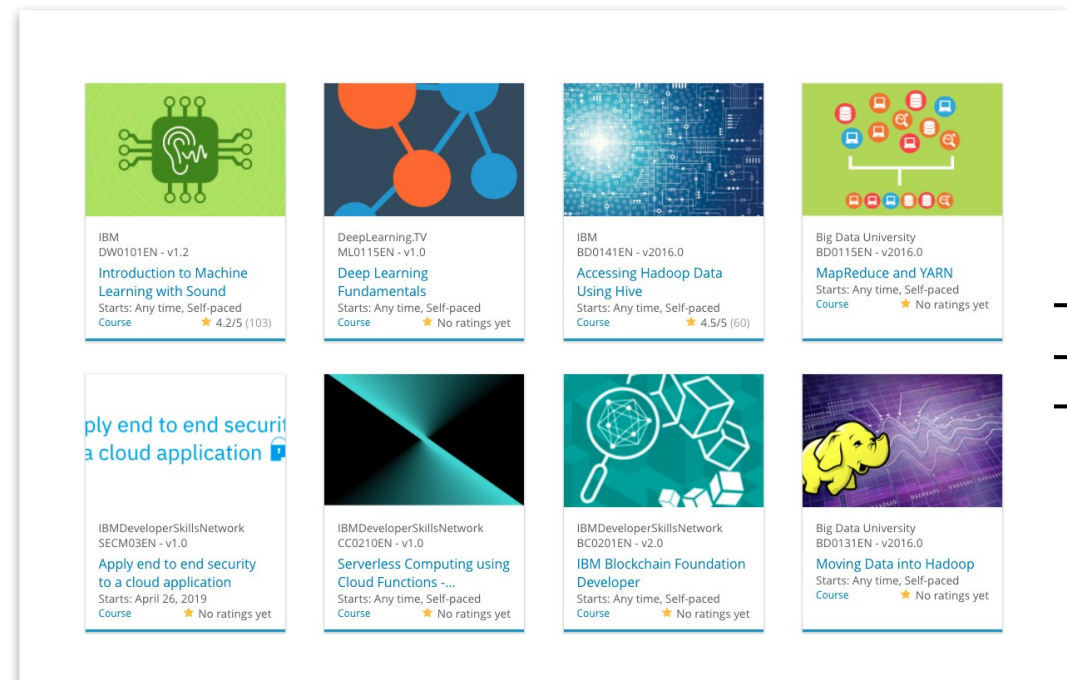 IBM
DW0101EN - v1.2
Introduction to Machine
Learning with Sound
Starts: Any time, Self-paced
Course 4.2/5 (103)
DeepLearning.TV
ML0115EN - v1.0
Deep Learning
Fundamentals
Starts: Any time, Self-paced
Course No ratings yet
IBM
BD0141EN - v2016.0
Accessing Hadoop Data
Using Hive
Starts: Any time, Self-paced
Course 4.5/5 (60)
Big Data University
BD0115EN - v2016.0
MapReduce and YARN
Starts: Any time, Self-paced
Course No ratings yet
ply end to end securit
a cloud application
IBMDeveloperSkillsNetwork
SECM03EN - v1.0
Apply end to end security
to a cloud application
Starts: April 26, 2019
Course No ratings yet
IBMDeveloperSkillsNetwork
CC0210EN - v1.0
Serverless Computing using
Cloud Functions -...
Starts: Any time, Self-paced
Course No ratings yet
IBMDeveloperSkillsNetwork
BC0201EN - v2.0
IBM Blockchain Foundation
Developer
Starts: Any time, Self-paced
Course No ratings yet
Big Data University
BD0131EN - v2016.0
Moving Data into Hadoop
Starts: Any time, Self-paced
Course No ratings yet